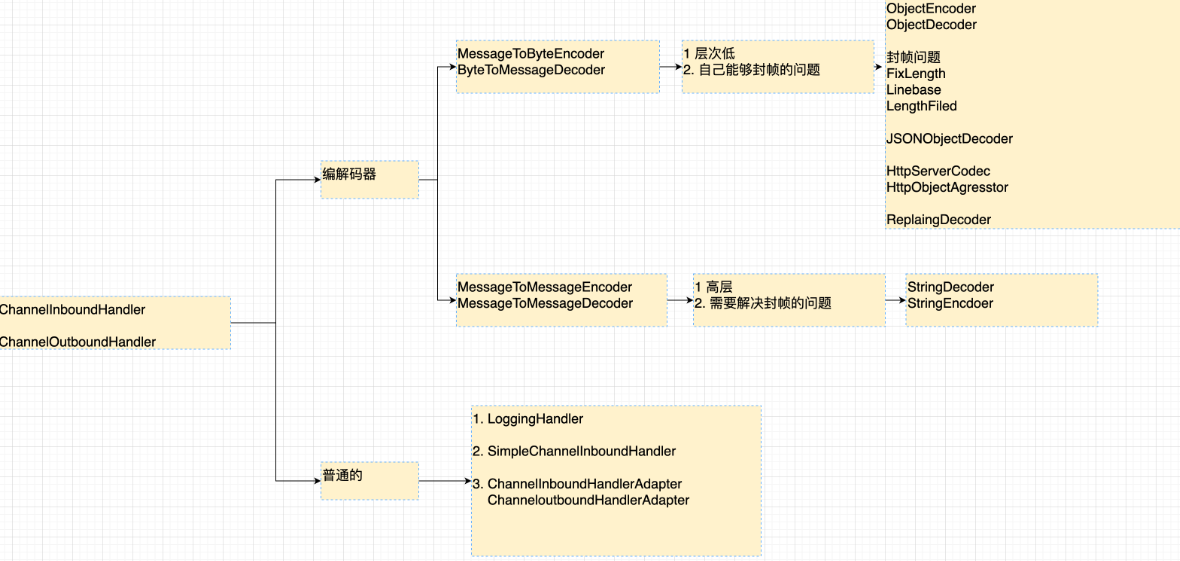 ObjectEncoder
ObjectDecoder
封帧问题
FixLength
Linebase
LengthFiled
JSONObjectDecoder
HttpServerCodec
HttpObjectAgresstor
ReplaingDecoder
MessageToByteEncoder
ByteToMessageDecoder
1 层次低
2. 自己能够封帧的问题
编解码器
MessageToMessageEncoder
MessageToMessageDecoder
1 高层
2. 需要解决封帧的问题
StringDecoder
StringEncdoer
ChannelInboundHandler
ChannelOutboundHandler
普通的
1. LoggingHandler
2. SimpleChannelInboundHandler
3. ChannelInboundHandlerAdapter
ChanneloutboundHandlerAdapter